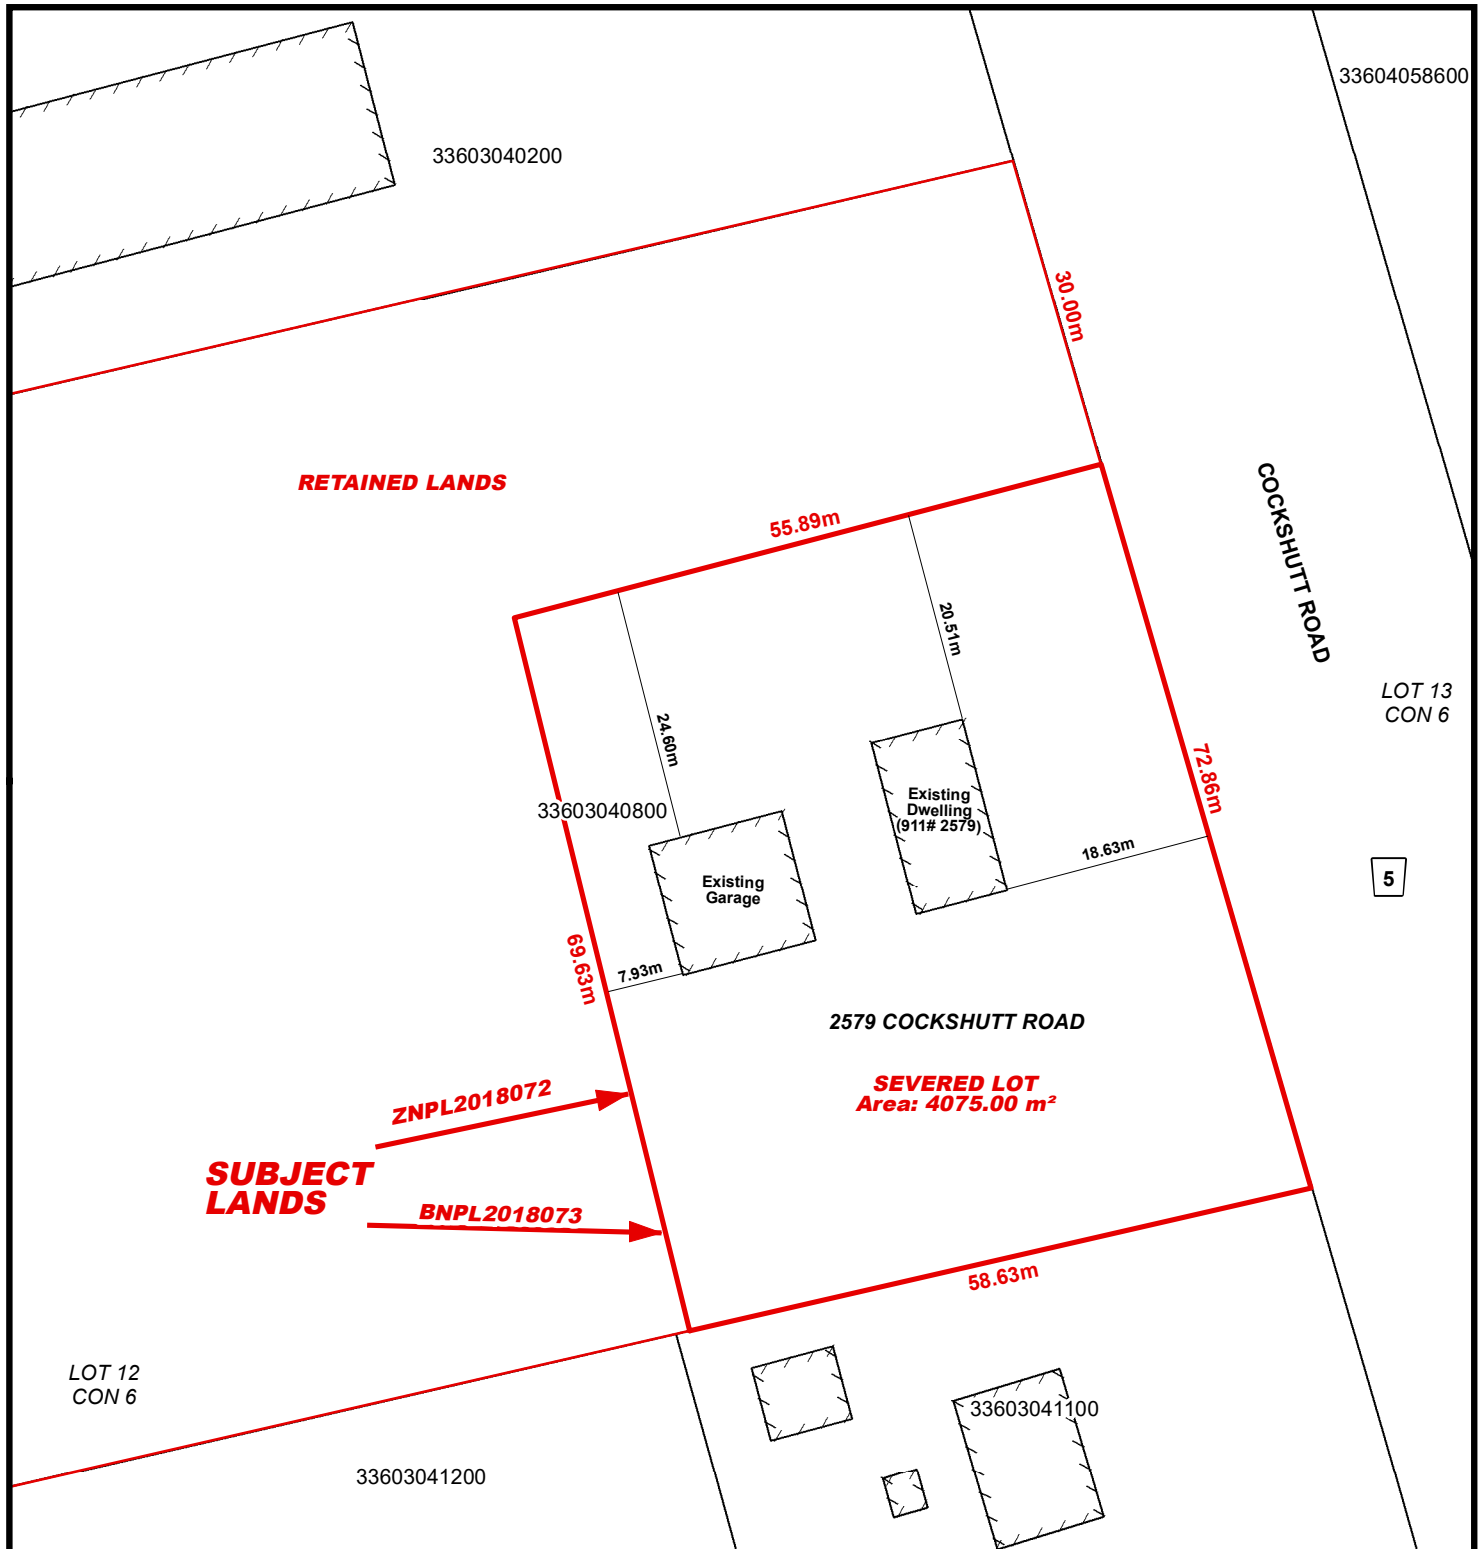 33604058600
33603040200
30.00m
RETAINED LANDS
55.89m
COCKSHUTT ROAD
20.51m
24.60m
LOT 13
CON 6
72.86m
33603040800
Existing
Dwelling
(911# 2579)
18.63m
Existing
Garage
5
69.63m
7.93m
2579 COCKSHUTT ROAD
SEVERED LOT
Area: 4075.00 m²
ZNPL2018072
SUBJECT
LANDS
BNPL2018073
58.63m
LOT 12
CON 6
33603041100
33603041200